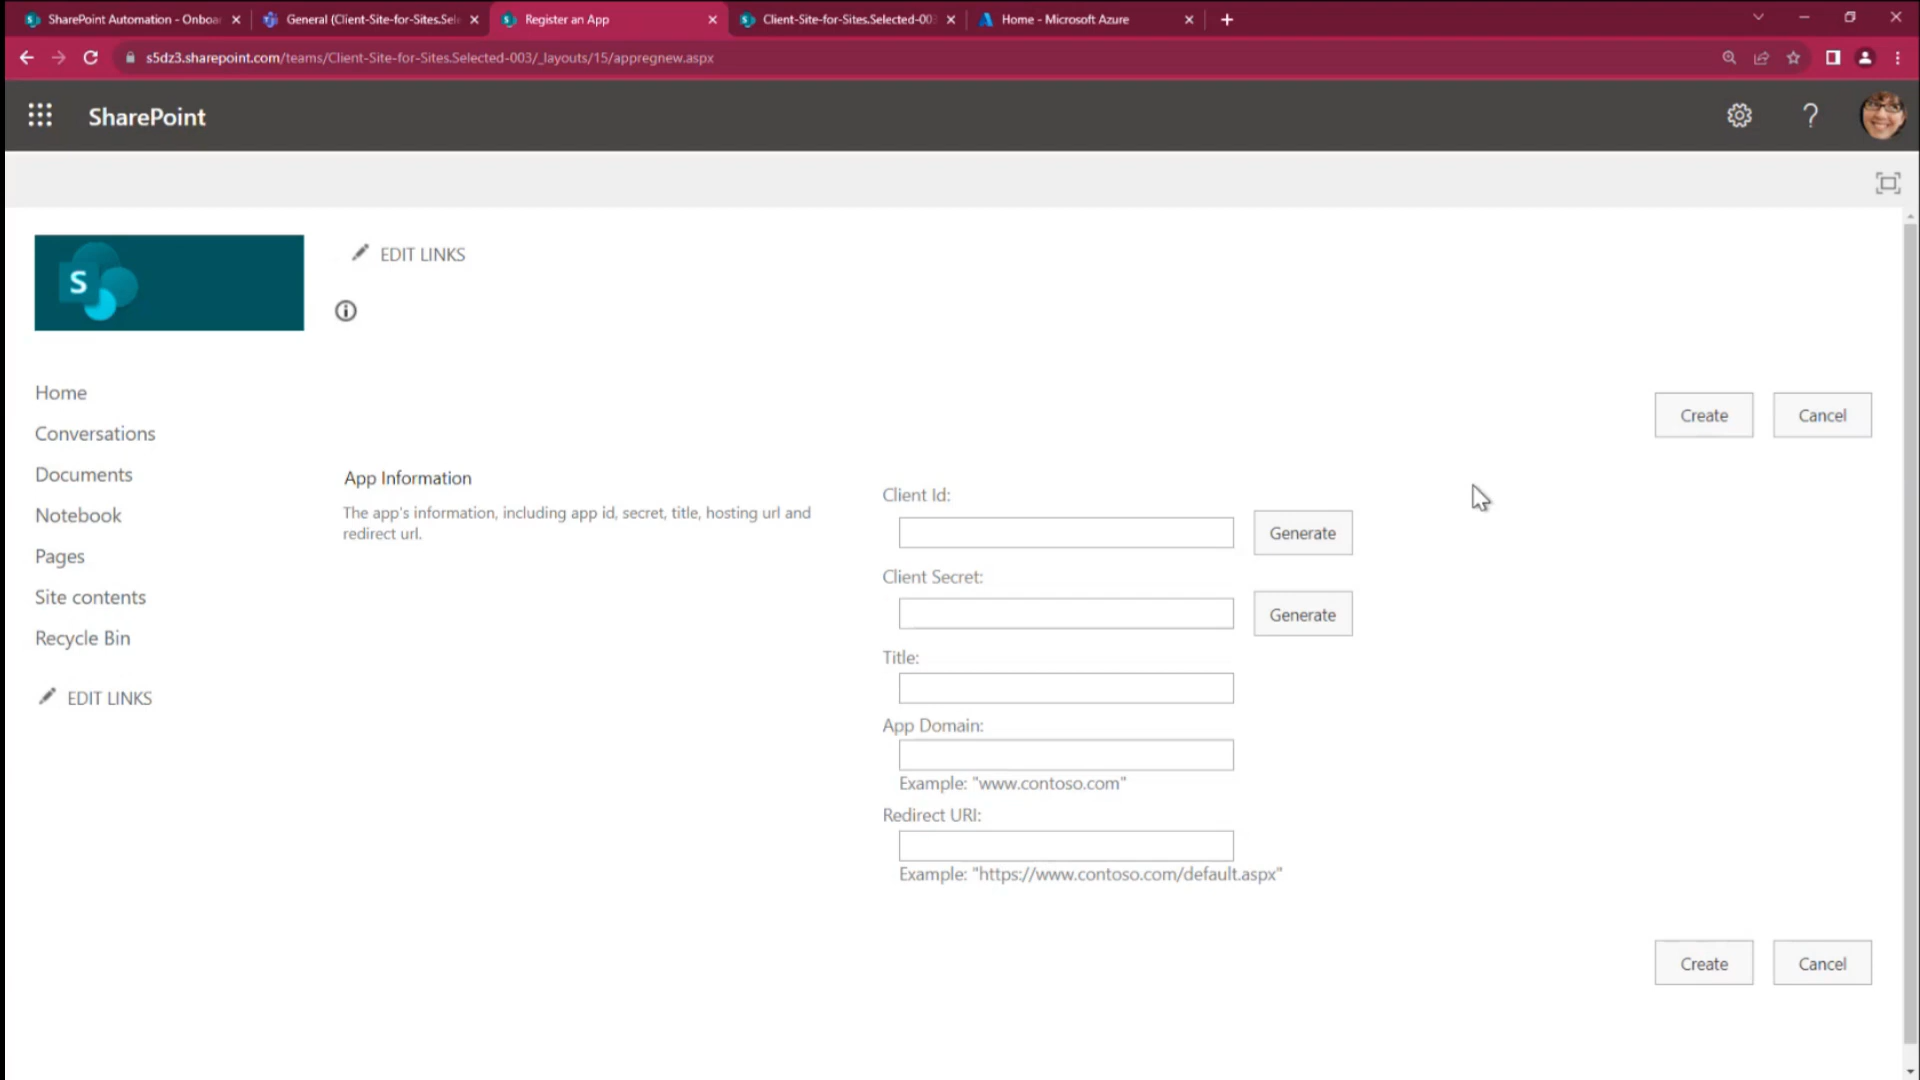 SharePoint Automation - Onboa
General (Client-Site-for-Sites.Sel
Register an App
Client-Site-for-Sites.Selected-003
Home - Microsoft Azure
s5dz3.sharepoint.com/teams/Client-Site-for-Sites.Selected-003/_layouts/15/appregnew.aspx
SharePoint
?
S
EDIT LINKS
Home
Conversations
Documents
Notebook
Pages
Site contents
Recycle Bin
EDIT LINKS
Create
Cancel
App Information
The app's information, including app id, secret, title, hosting url and
redirect url.
Client Id:
Generate
Client Secret:
Generate
Title:
App Domain:
Example: "www.contoso.com"
Redirect URI:
Example: "https://www.contoso.com/default.aspx"
Create
Cancel